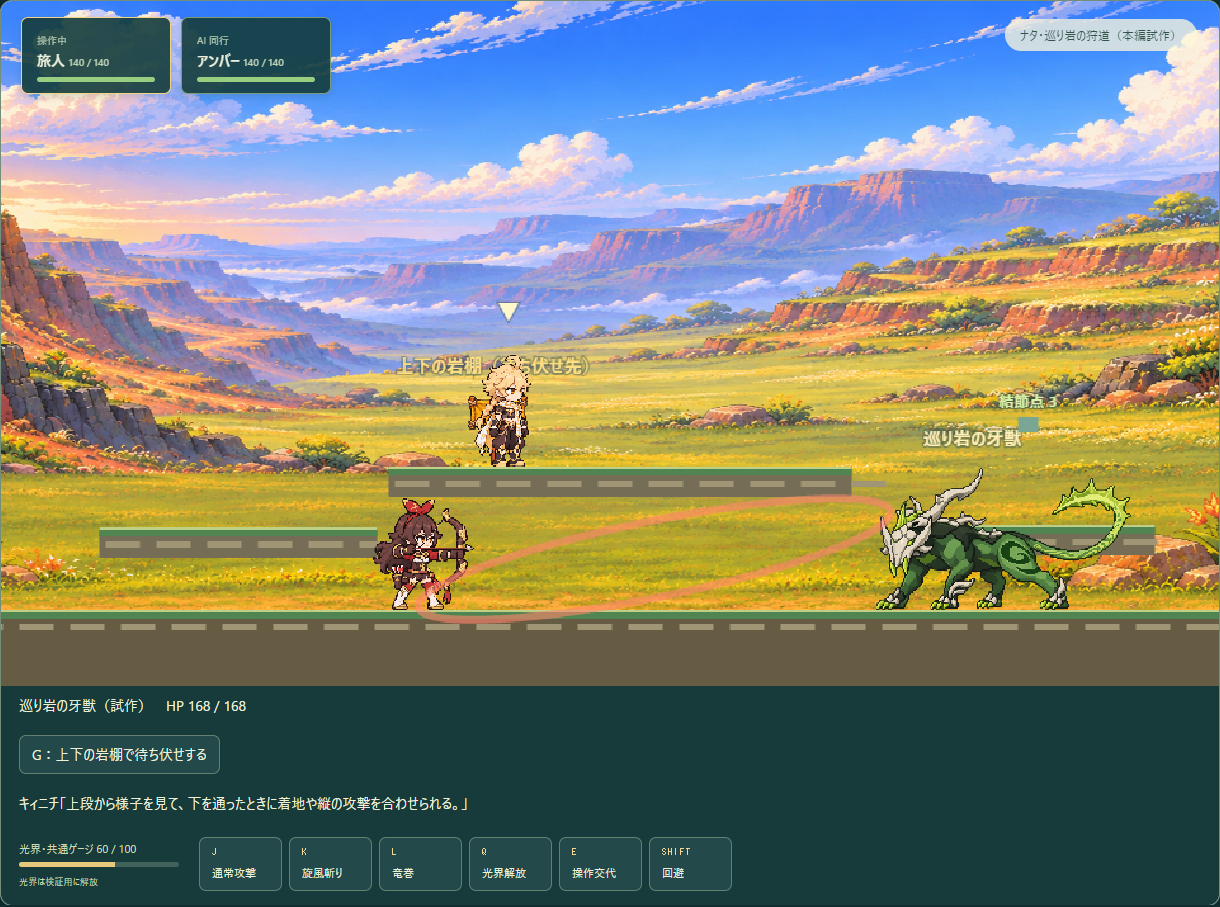 操作中
旅人 140 / 140
AI 同行
アンバー 140 / 140
ナタ・巡り岩の狩道（本編試作）
上下の岩棚（待ち伏せ先）
結節点 3
巡り岩の牙獣
巡り岩の牙獣（試作） HP 168 / 168
G：上下の岩棚で待ち伏せする
キィニチ「上段から様子を見て、下を通ったときに着地や縦の攻撃を合わせられる。」
光界・共通ゲージ 60 / 100
光界は検証用に解放
J
通常攻撃
K
旋風斬り
L
竜巻
Q
光界解放
E
操作交代
SHIFT
回避